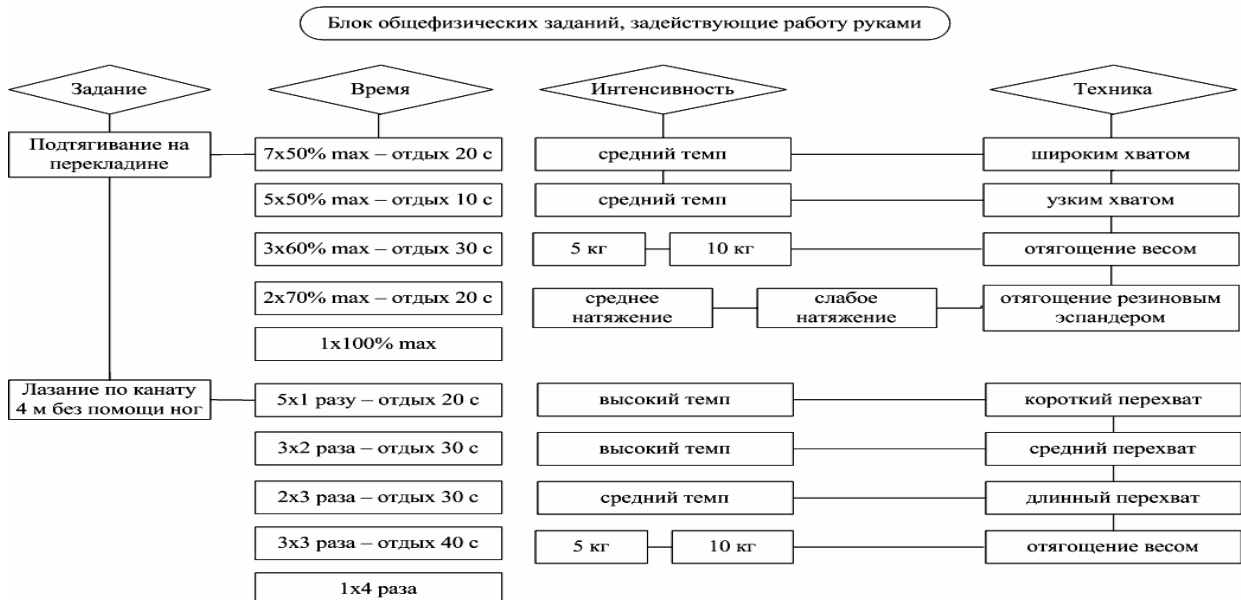 Блок общефизических заданий, задействующие работу руками
Задание
Время
Интенсивность
Техника
Подтягивание на
перекладине
7х50% max – отдых 20 с
средний темп
широким хватом
5х50% max – отдых 10 с
средний темп
узким хватом
3х60% max – отдых 30 с
5 кг
10 кг
отягощение весом
2х70% max – отдых 20 с
среднее
натяжение
слабое
натяжение
отягощение резиновым
эспандером
1х100% max
Лазание по канату
4 м без помощи ног
5х1 разу – отдых 20 с
высокий темп
короткий перехват
3х2 раза – отдых 30 с
высокий темп
средний перехват
2х3 раза – отдых 30 с
средний темп
длинный перехват
3х3 раза – отдых 40 с
5 кг
10 кг
отягощение весом
1х4 раза